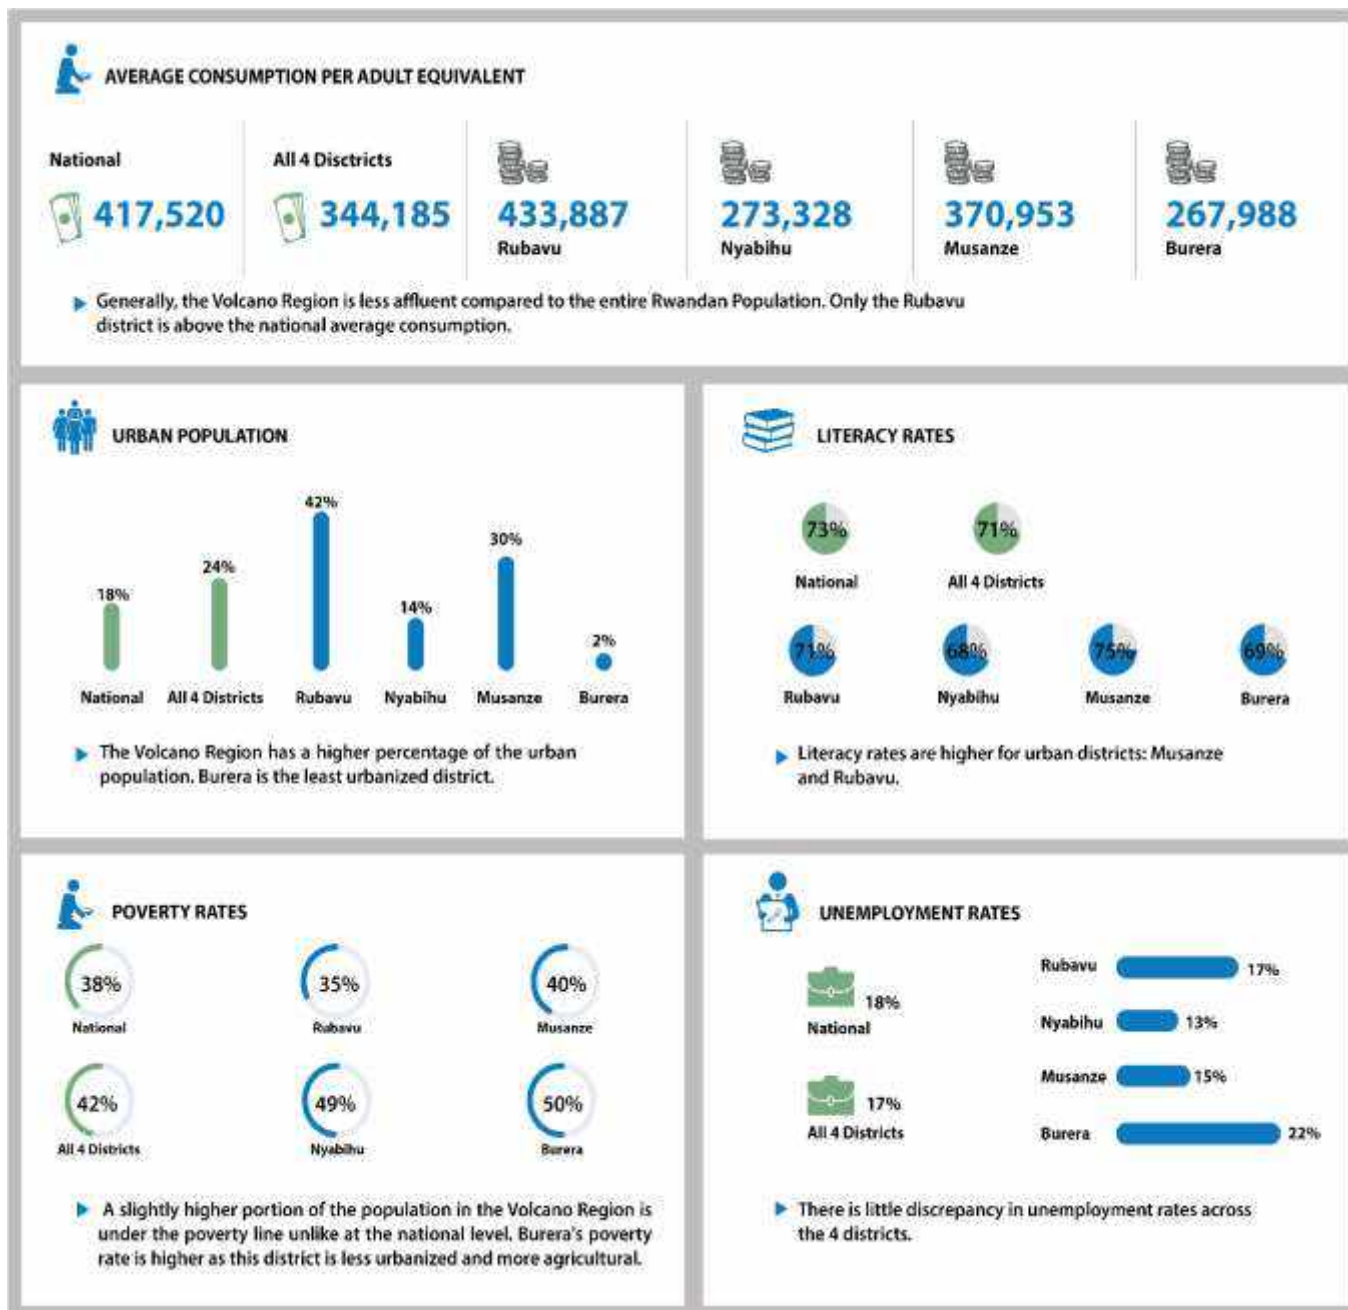 AVERAGE CONSUMPTION PER ADULT EQUIVALENT
National
417,520
All 4 Disctricts
344,185
433,887
Rubavu
273,328
Nyabihu
370,953
Musanze
267,988
Burera
Generally, the Volcano Region is less affluent compared to the entire Rwandan Population. Only the Rubavu
district is above the national average consumption.
URBAN POPULATION
18%
24%
42%
14%
30%
2%
National
All 4 Districts
Rubavu
Nyabihu
Musanze
Burera
The Volcano Region has a higher percentage of the urban
population. Burera is the least urbanized district.
LITERACY RATES
73%
National
71%
All 4 Districts
71%
Rubavu
68%
Nyabihu
75%
Musanze
69%
Burera
Literacy rates are higher for urban districts: Musanze
and Rubavu.
POVERTY RATES
38%
National
35%
Rubavu
40%
Musanze
42%
All 4 Districts
49%
Nyabihu
50%
Burera
A slightly higher portion of the population in the Volcano Region is
under the poverty line unlike at the national level. Burera's poverty
rate is higher as this district is less urbanized and more agricultural.
UNEMPLOYMENT RATES
18%
National
17%
All 4 Districts
Rubavu 17%
Nyabihu 13%
Musanze 15%
Burera 22%
There is little discrepancy in unemployment rates across
the 4 districts.